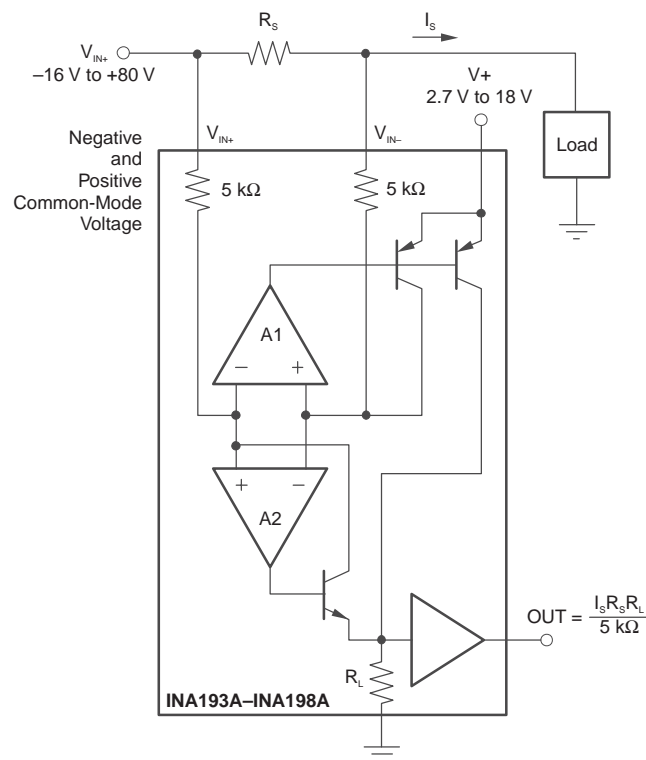 R_S
I_S
V_IN+
–16 V to +80 V
V+
2.7 V to 18 V
Negative
and
Positive
Common-Mode
Voltage
V_IN+
V_IN–
Load
5 kΩ
5 kΩ
A1
–
+
+
–
A2
OUT = I_SR_SR_L
5 kΩ
R_L
INA193A–INA198A